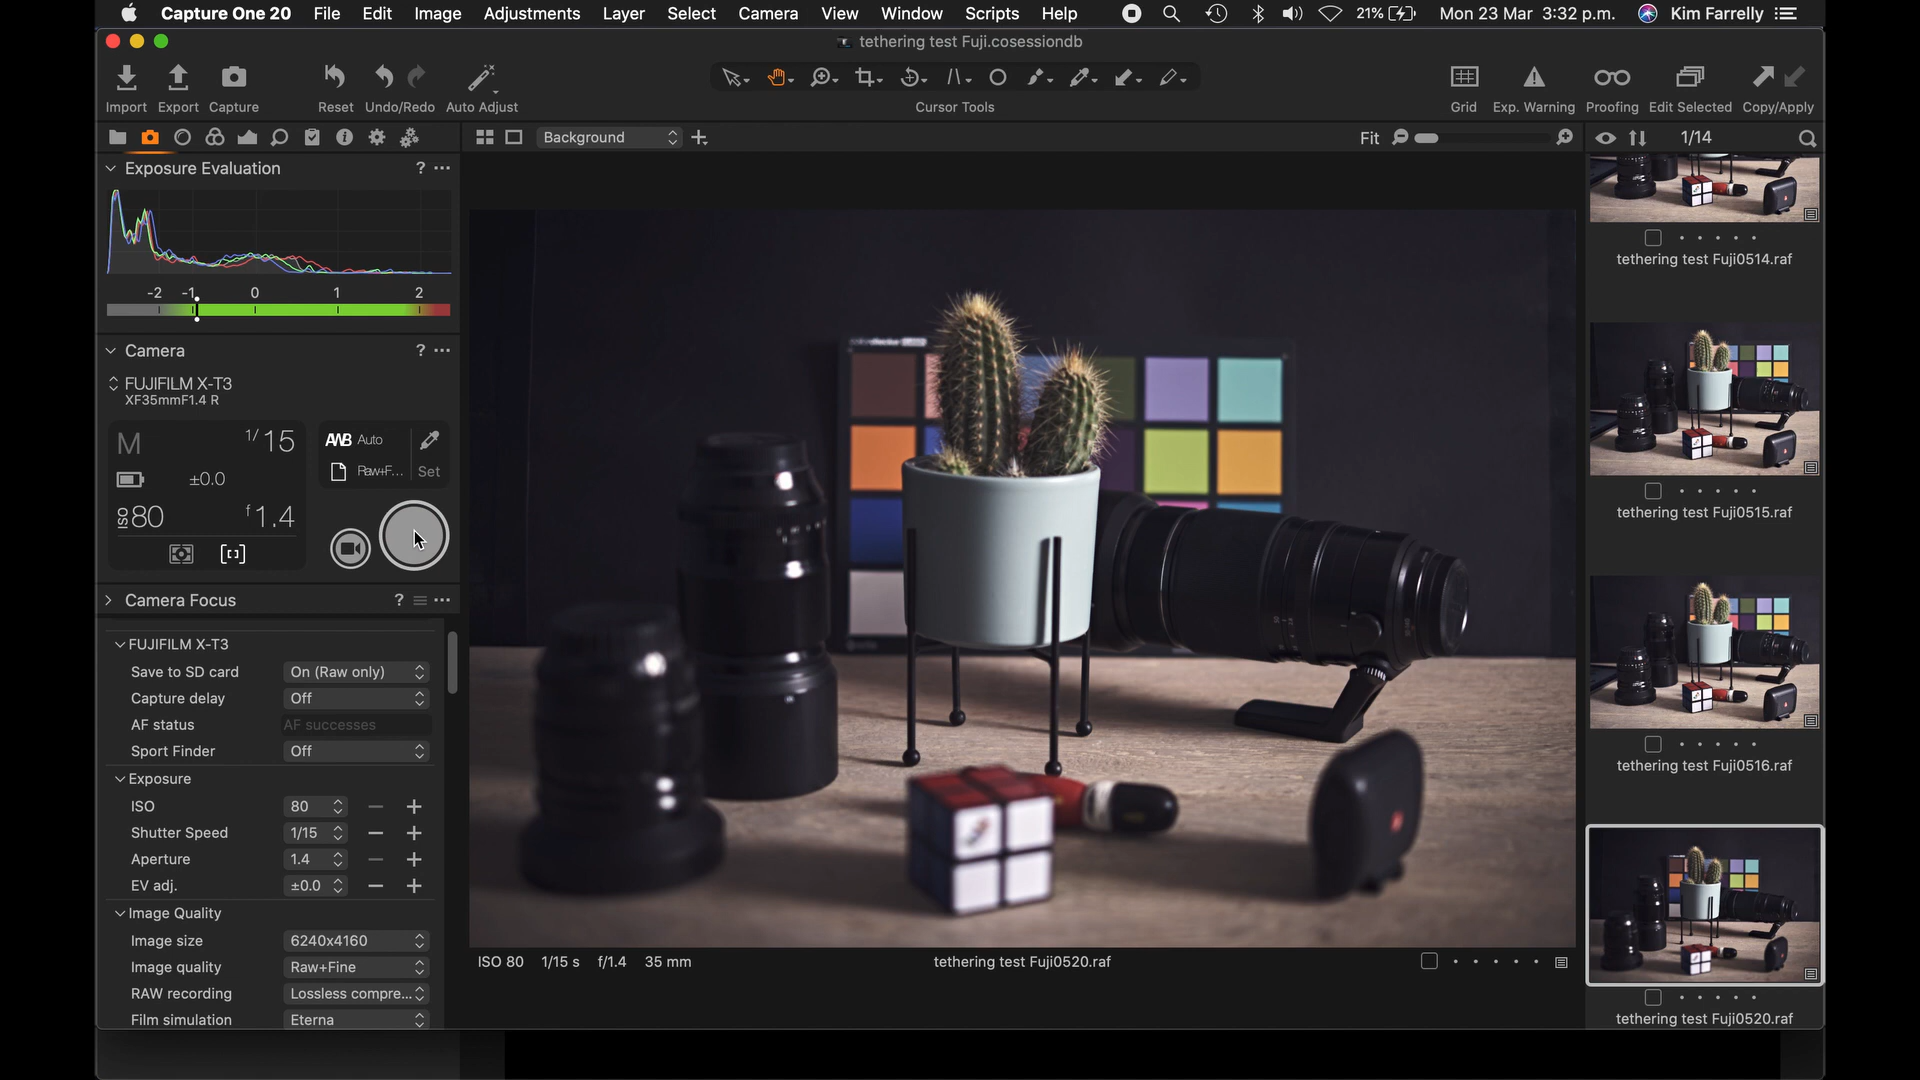 Capture One 20 File Edit Image Adjustments Layer Select Camera View Window Scripts Help 21% Mon 23 Mar 3:32 p.m. Kim Farrelly
tethering test Fuji.cosessiondb
Import Export Capture Reset Undo/Redo Auto Adjust Cursor Tools Grid Exp. Warning Proofing Edit Selected Copy/Apply
Background Fit 1/14
Exposure Evaluation ? ...
-2 -1 0 1 2
Camera ? ...
FUJIFILM X-T3
XF35mmF1.4 R
M 1/15 AWB Auto
±0.0 Raw+F... Set
ISO 80 f 1.4
Camera Focus ? ...
FUJIFILM X-T3
Save to SD card On (Raw only)
Capture delay Off
AF status AF successes
Sport Finder Off
Exposure
ISO 80 − +
Shutter Speed 1/15 − +
Aperture 1.4 − +
EV adj. ±0.0 − +
Image Quality
Image size 6240x4160
Image quality Raw+Fine
RAW recording Lossless compre...
Film simulation Eterna
ISO 80 1/15 s f/1.4 35 mm tethering test Fuji0520.raf
tethering test Fuji0514.raf
tethering test Fuji0515.raf
tethering test Fuji0516.raf
tethering test Fuji0520.raf